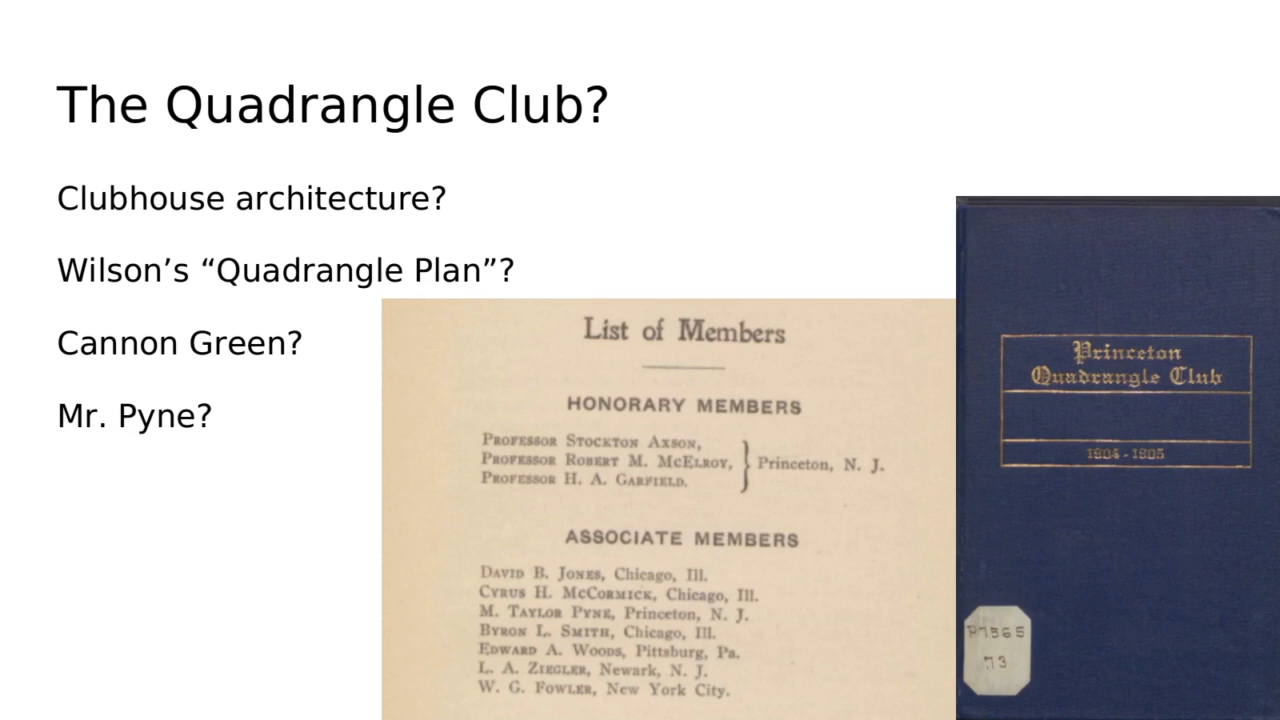 The Quadrangle Club?
Clubhouse architecture?
Wilson’s “Quadrangle Plan”?
Cannon Green?
Mr. Pyne?
List of Members
HONORARY MEMBERS
Professor Stockton Axson,
Professor Robert M. McElroy,
Professor H. A. Garfield.
} Princeton, N. J.
ASSOCIATE MEMBERS
David B. Jones, Chicago, Ill.
Cyrus H. McCormick, Chicago, Ill.
M. Taylor Pyne, Princeton, N. J.
Byron L. Smith, Chicago, Ill.
Edward A. Woods, Pittsburg, Pa.
L. A. Ziegler, Newark, N. J.
W. G. Fowler, New York City.
Princeton
Quadrangle Club
1904-1905
P7365
.73